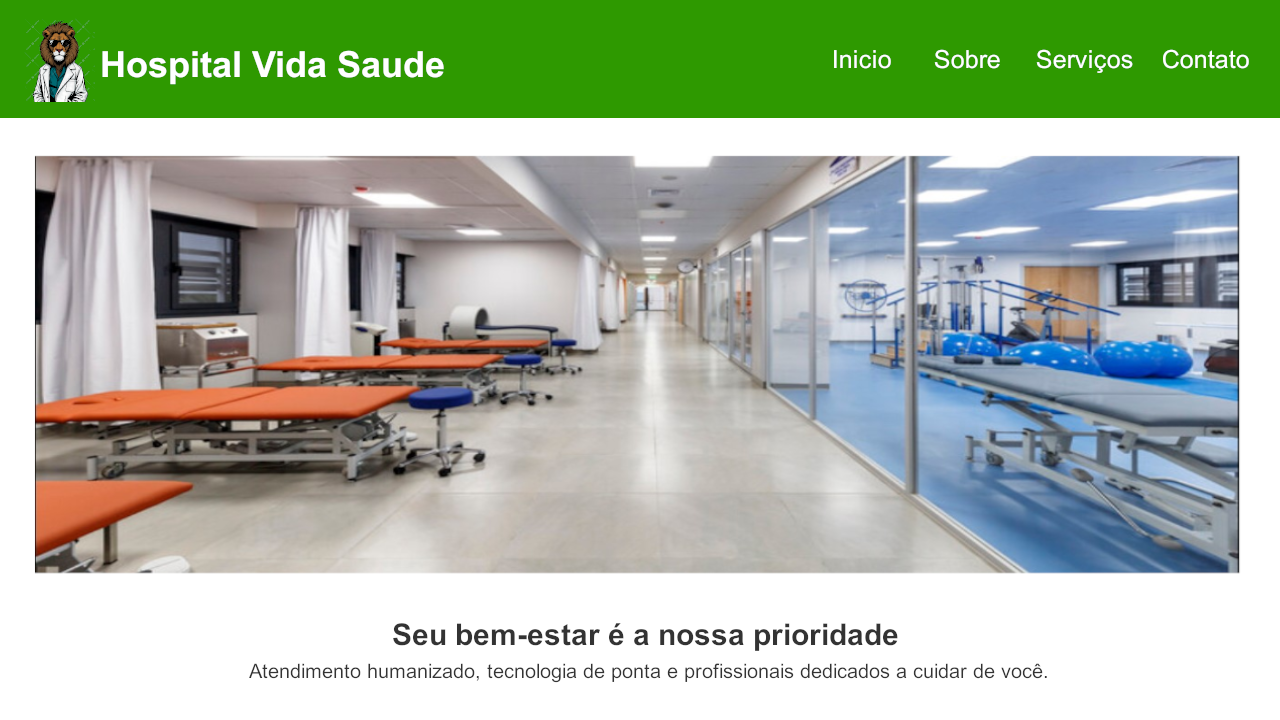 Hospital Vida Saude
Inicio Sobre Serviços Contato
Seu bem-estar é a nossa prioridade
Atendimento humanizado, tecnologia de ponta e profissionais dedicados a cuidar de você.